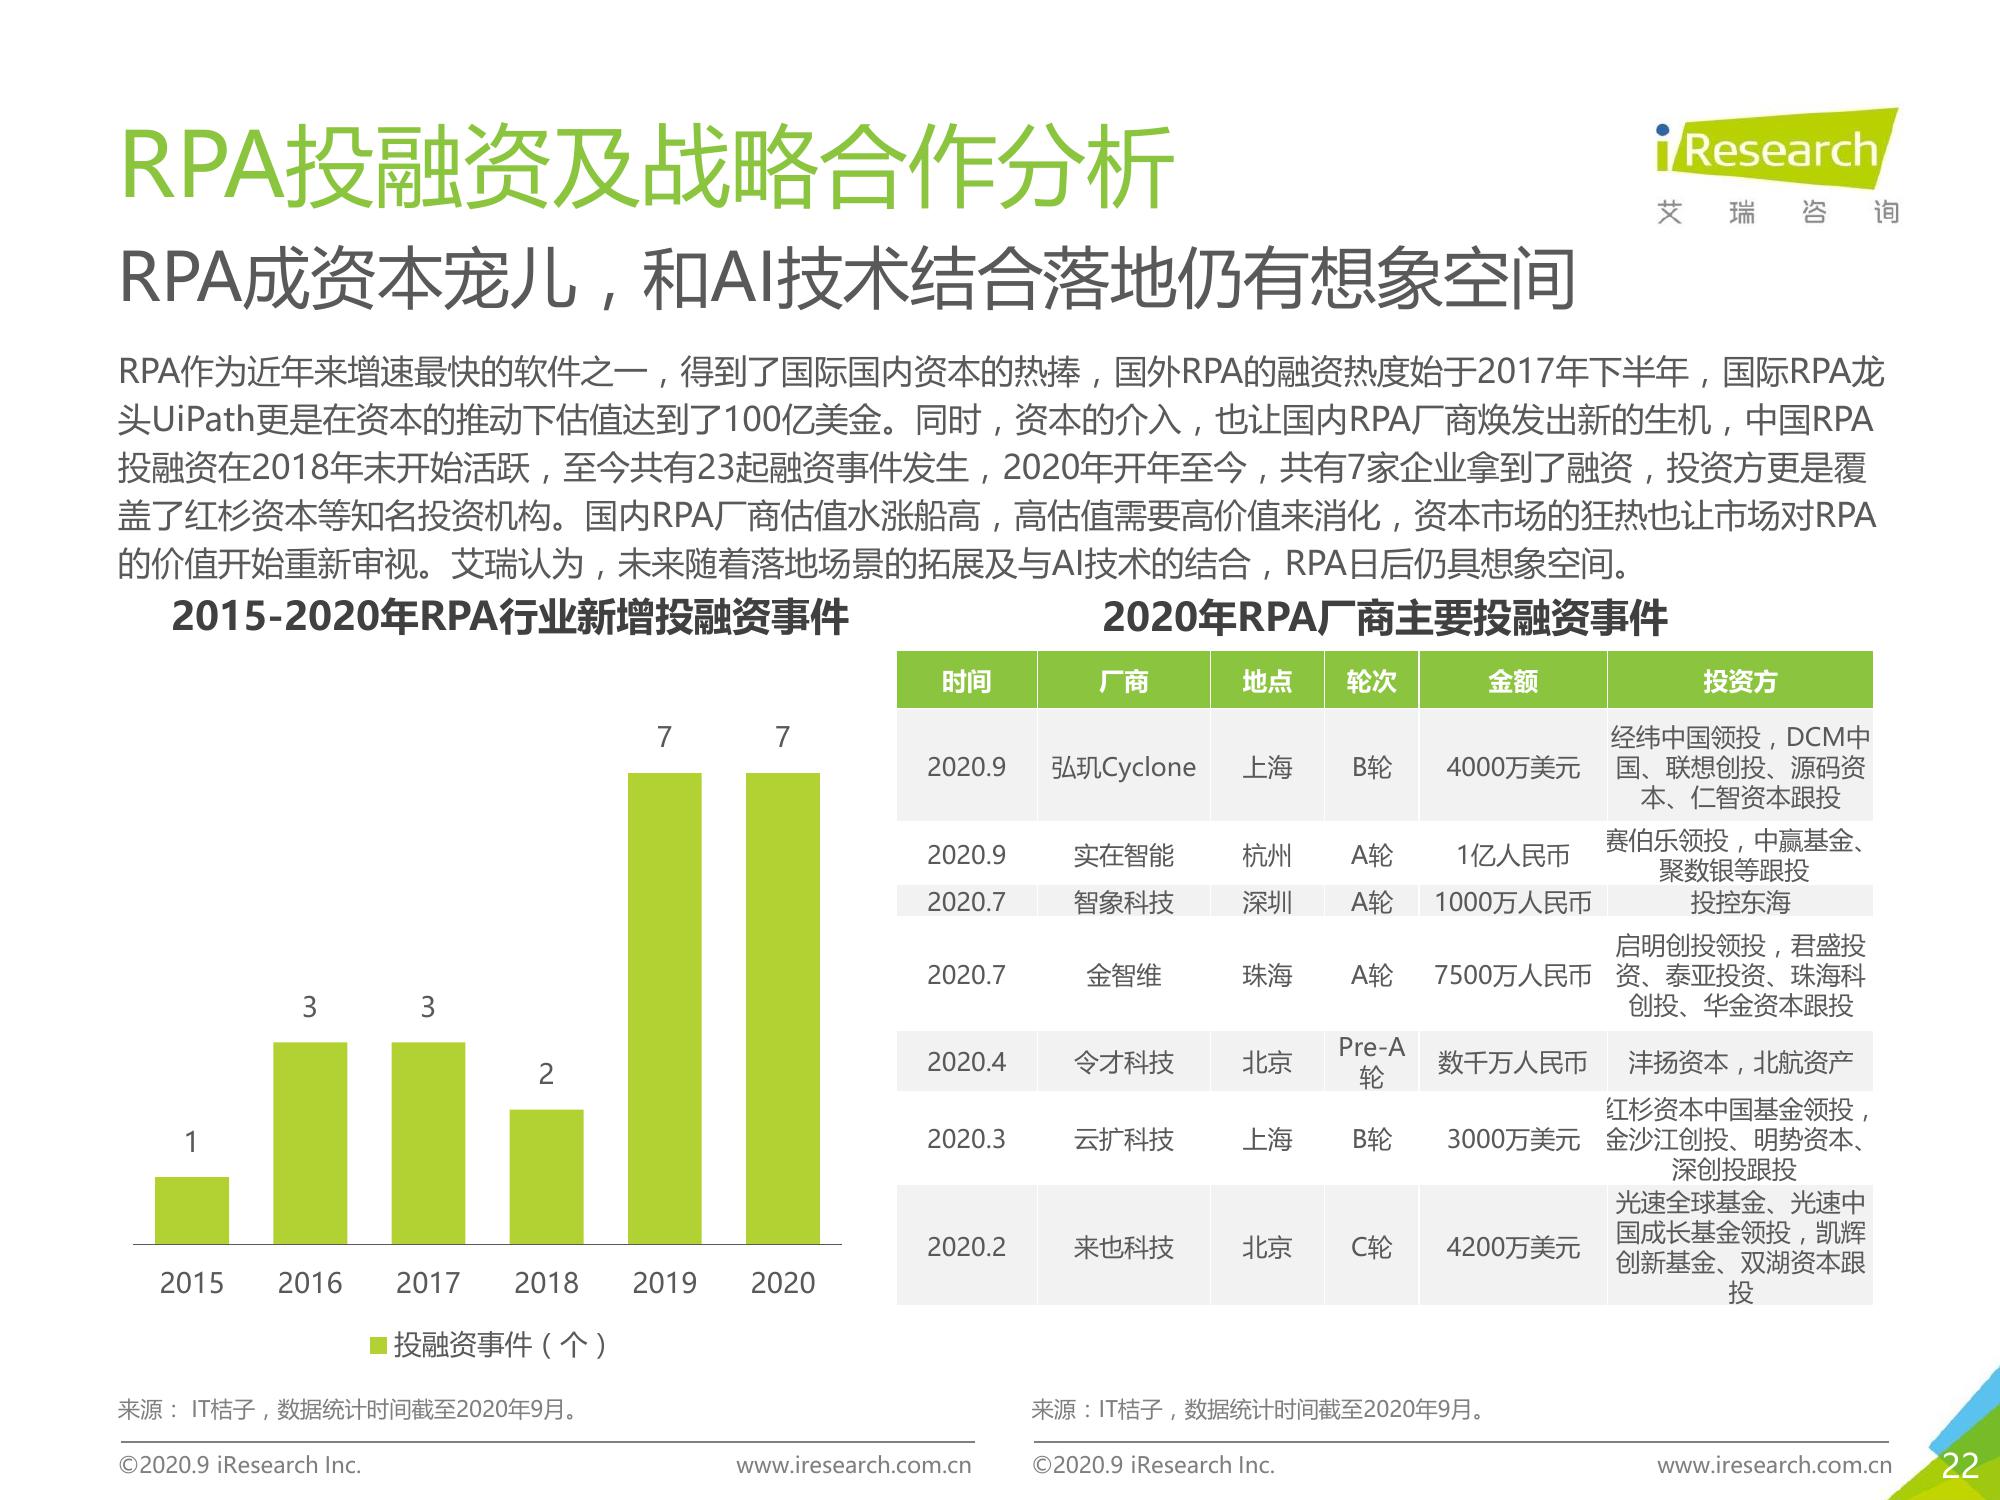 RPA投融资及战略合作分析
iResearch
艾瑞咨询
RPA成资本宠儿，和AI技术结合落地仍有想象空间
RPA作为近年来增速最快的软件之一，得到了国际国内资本的热捧，国外RPA的融资热度始于2017年下半年，国际RPA龙
头UiPath更是在资本的推动下估值达到了100亿美金。同时，资本的介入，也让国内RPA厂商焕发出新的生机，中国RPA
投融资在2018年末开始活跃，至今共有23起融资事件发生，2020年开年至今，共有7家企业拿到了融资，投资方更是覆
盖了红杉资本等知名投资机构。国内RPA厂商估值水涨船高，高估值需要高价值来消化，资本市场的狂热也让市场对RPA
的价值开始重新审视。艾瑞认为，未来随着落地场景的拓展及与AI技术的结合，RPA日后仍具想象空间。
2015-2020年RPA行业新增投融资事件
1 3 3 2 7 7
2015 2016 2017 2018 2019 2020
投融资事件（个）
来源： IT桔子，数据统计时间截至2020年9月。
©2020.9 iResearch Inc. www.iresearch.com.cn
2020年RPA厂商主要投融资事件
时间 厂商 地点 轮次 金额 投资方
2020.9 弘玑Cyclone 上海 B轮 4000万美元 经纬中国领投，DCM中
国、联想创投、源码资
本、仁智资本跟投
2020.9 实在智能 杭州 A轮 1亿人民币 赛伯乐领投，中赢基金、
聚数银等跟投
2020.7 智象科技 深圳 A轮 1000万人民币 投控东海
2020.7 金智维 珠海 A轮 7500万人民币 启明创投领投，君盛投
资、泰亚投资、珠海科
创投、华金资本跟投
2020.4 令才科技 北京 Pre-A
轮 数千万人民币 沣扬资本，北航资产
2020.3 云扩科技 上海 B轮 3000万美元 红杉资本中国基金领投，
金沙江创投、明势资本、
深创投跟投
2020.2 来也科技 北京 C轮 4200万美元 光速全球基金、光速中
国成长基金领投，凯辉
创新基金、双湖资本跟
投
来源：IT桔子，数据统计时间截至2020年9月。
©2020.9 iResearch Inc. www.iresearch.com.cn
22